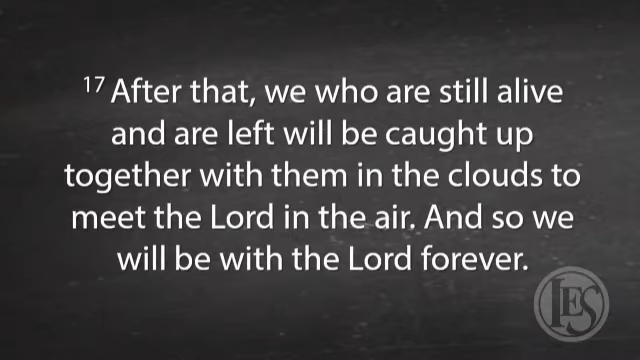 17 After that, we who are still alive
and are left will be caught up
together with them in the clouds to
meet the Lord in the air. And so we
will be with the Lord forever.
IES